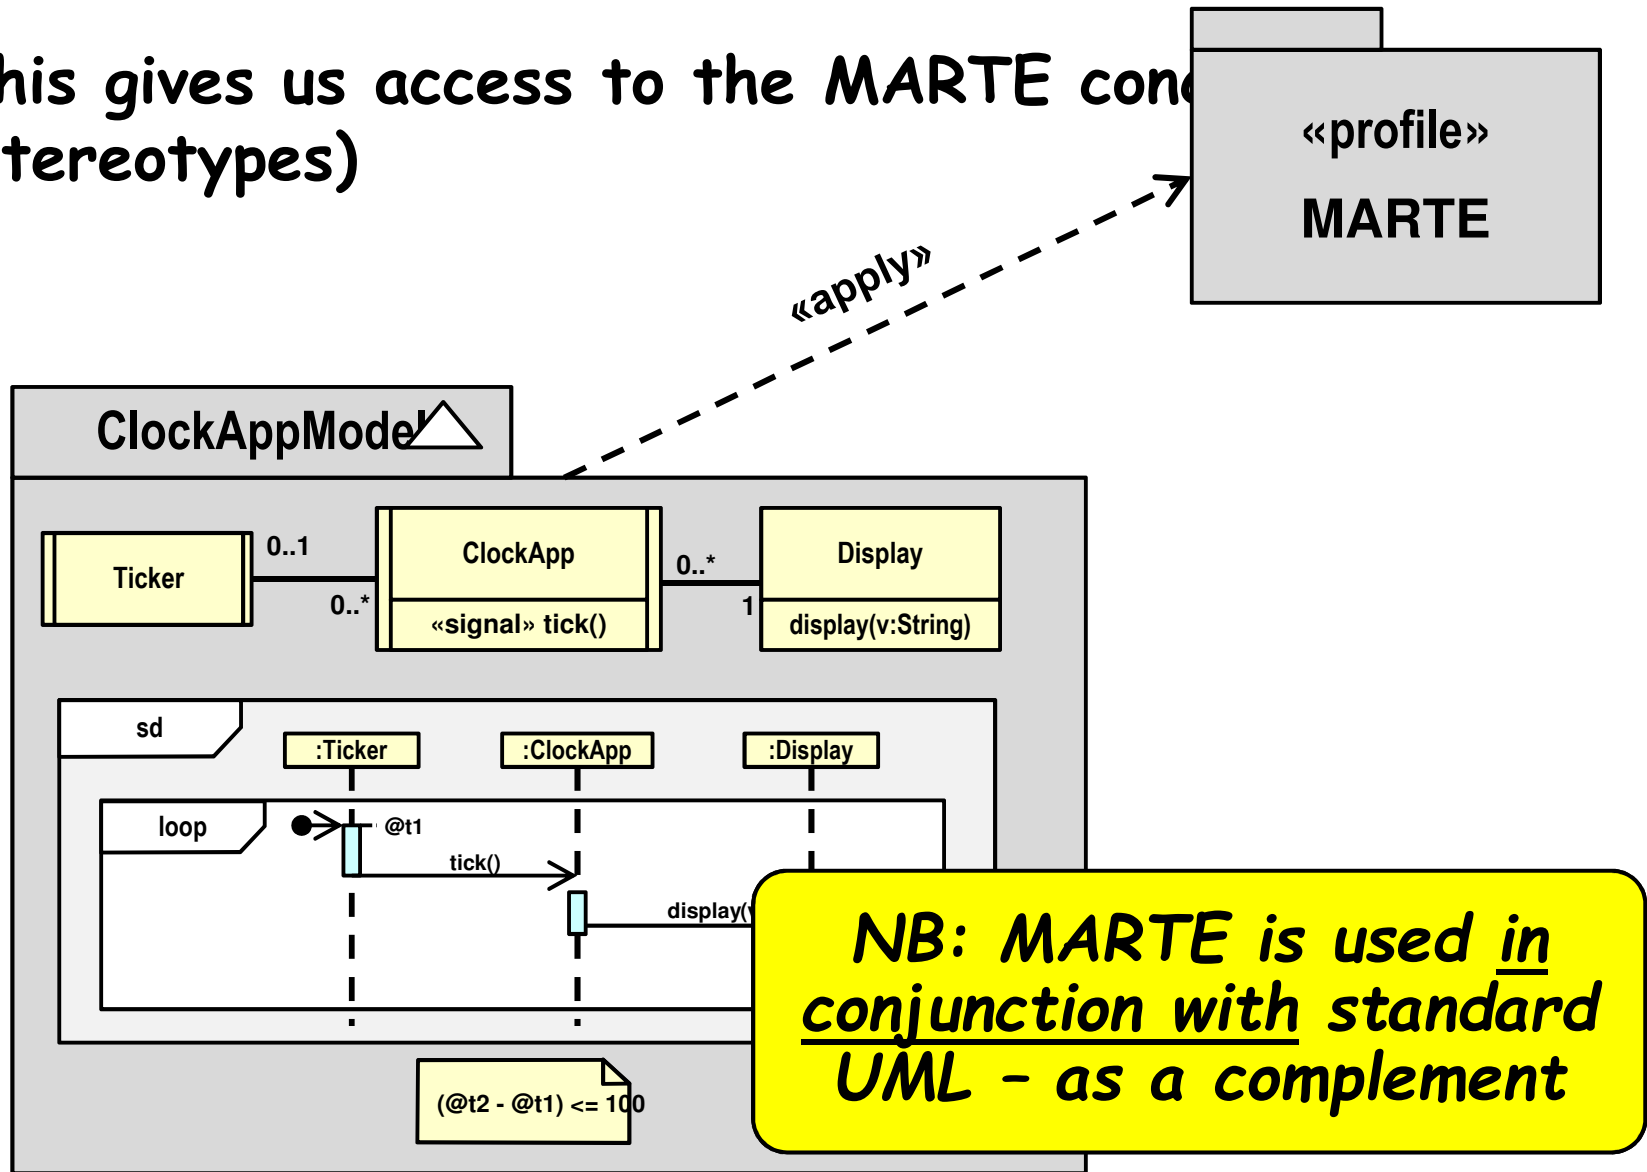 his gives us access to the MARTE
tereotypes)
«profile»
MARTE
«apply»
ClockAppModel
Ticker
0..1
0..*
ClockApp
«signal» tick()
0..*
1
Display
display(v:String)
sd
:Ticker
:ClockApp
:Display
loop
@t1
tick()
display(
(@t2 - @t1) <= 100
NB: MARTE is used in
conjunction with standard
UML – as a complement